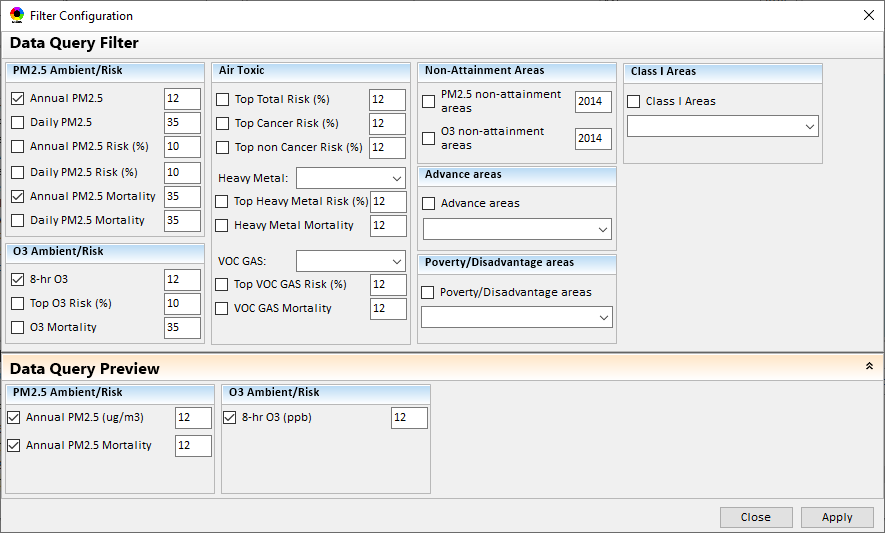 Filter Configuration
Data Query Filter
PM2.5 Ambient/Risk
Annual PM2.5 12
Daily PM2.5 35
Annual PM2.5 Risk (%) 10
Daily PM2.5 Risk (%) 10
Annual PM2.5 Mortality 35
Daily PM2.5 Mortality 35
O3 Ambient/Risk
8-hr O3 12
Top O3 Risk (%) 10
O3 Mortality 35
Air Toxic
Top Total Risk (%) 12
Top Cancer Risk (%) 12
Top non Cancer Risk (%) 12
Heavy Metal:
Top Heavy Metal Risk (%) 12
Heavy Metal Mortality 12
VOC GAS:
Top VOC GAS Risk (%) 12
VOC GAS Mortality 12
Non-Attainment Areas
PM2.5 non-attainment
areas 2014
O3 non-attainment
areas 2014
Advance areas
Advance areas
Poverty/Disadvantage areas
Poverty/Disadvantage areas
Class I Areas
Class I Areas
Data Query Preview
PM2.5 Ambient/Risk
Annual PM2.5 (ug/m3) 12
Annual PM2.5 Mortality 12
O3 Ambient/Risk
8-hr O3 (ppb) 12
Close Apply